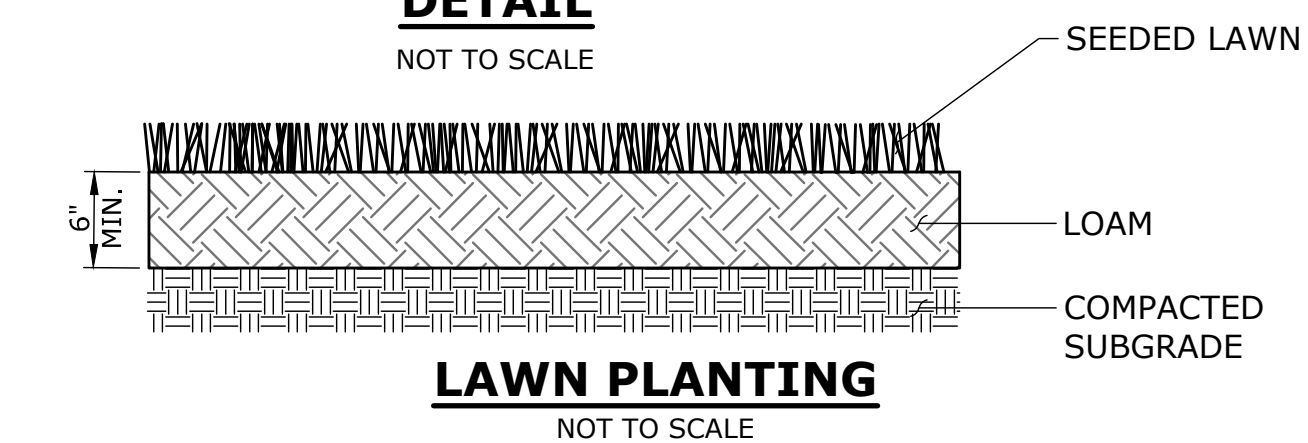 DETAIL
NOT TO SCALE
SEEDED LAWN
6"
MIN.
LOAM
COMPACTED
SUBGRADE
LAWN PLANTING
NOT TO SCALE